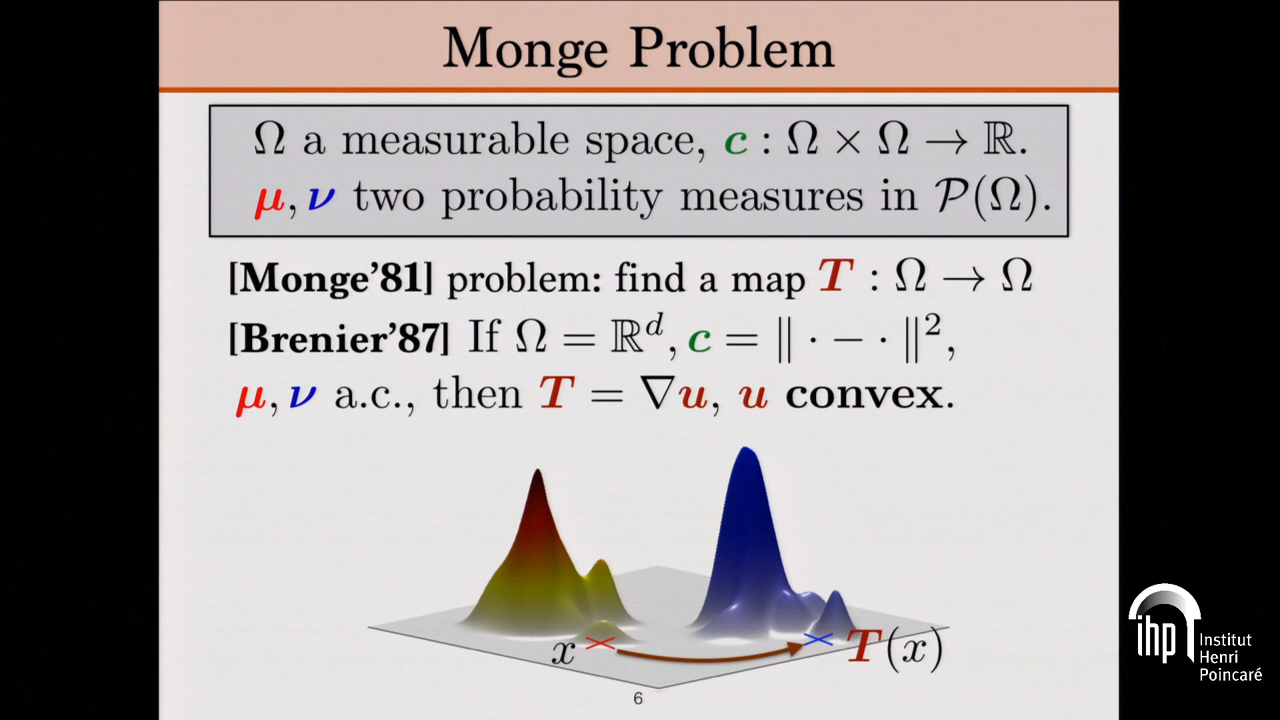 Monge Problem
Ω a measurable space, c : Ω × Ω → ℝ.
μ, ν two probability measures in 𝒫(Ω).
[Monge'81] problem: find a map T : Ω → Ω
[Brenier'87] If Ω = ℝᵈ, c = ‖ · − · ‖²,
μ, ν a.c., then T = ∇u, u convex.
x T(x)
6
ihp Institut
Henri
Poincaré